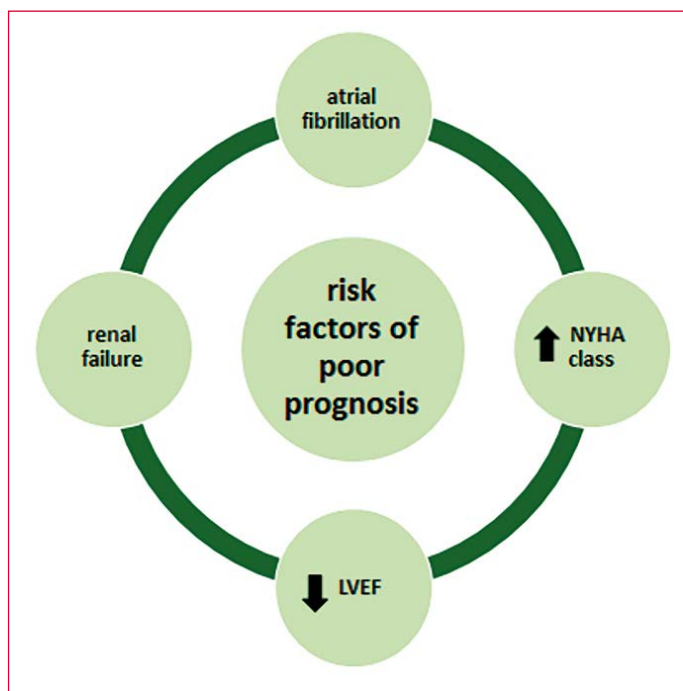 atrial
fibrillation
risk
factors of
poor
prognosis
renal
failure
NYHA
class
LVEF